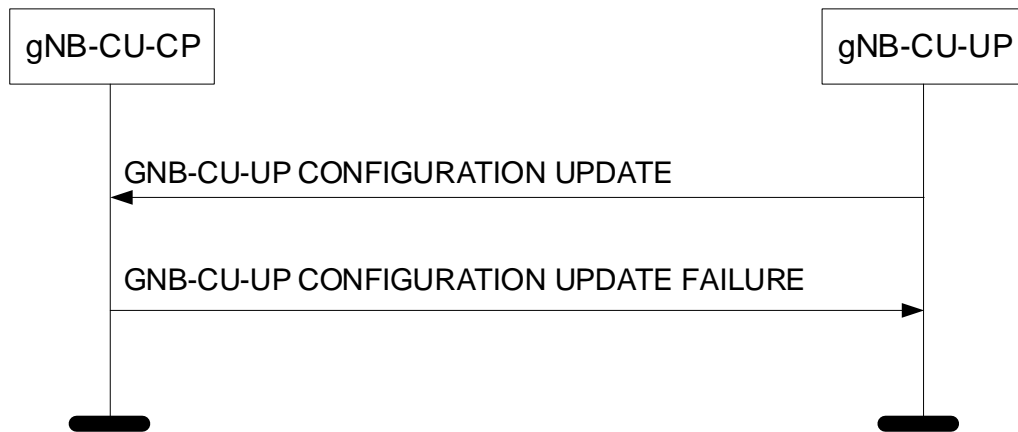 gNB-CU-CP
gNB-CU-UP
GNB-CU-UP CONFIGURATION UPDATE
GNB-CU-UP CONFIGURATION UPDATE FAILURE